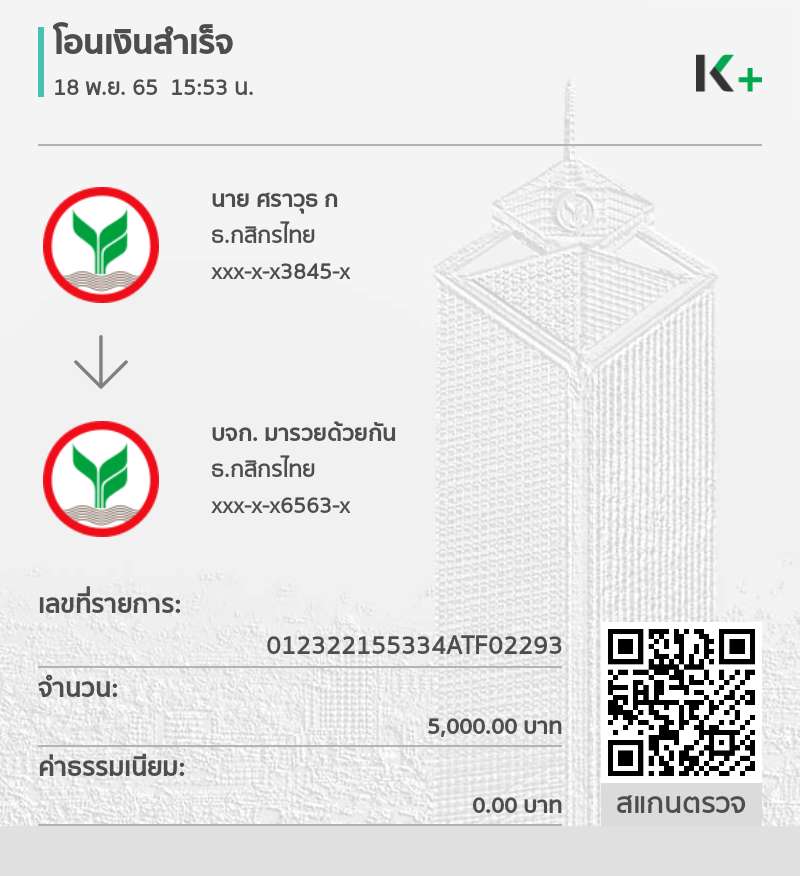 โอนเงินสำเร็จ
18 พ.ย. 65  15:53 น.
K+
นาย ศราวุธ ก
ธ.กสิกรไทย
xxx-x-x3845-x
บจก. มารวยด้วยกัน
ธ.กสิกรไทย
xxx-x-x6563-x
เลขที่รายการ:
012322155334ATF02293
จำนวน:
5,000.00 บาท
ค่าธรรมเนียม:
0.00 บาท
สแกนตรวจ